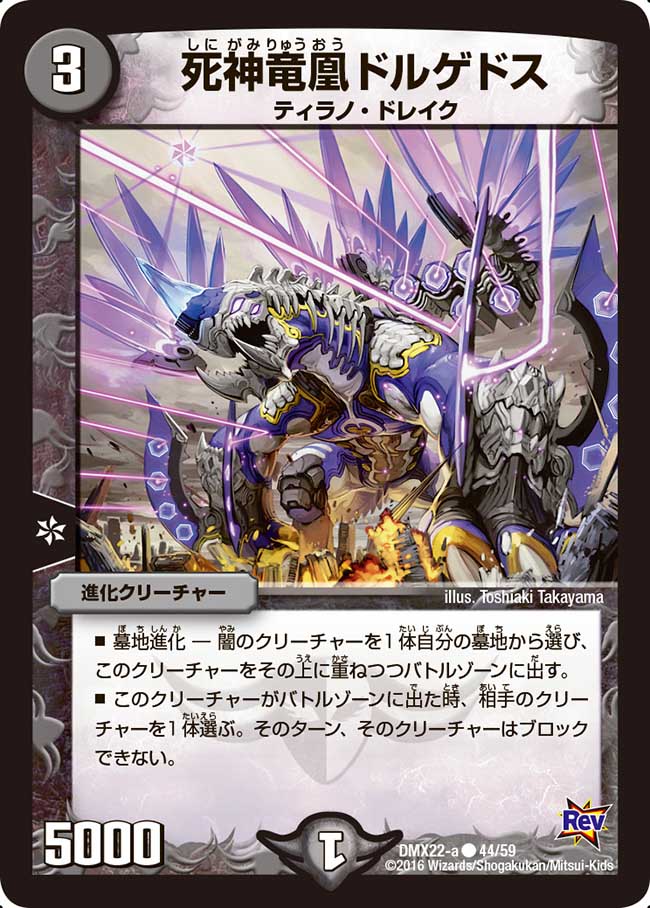 3
しにがみりゅうおう
死神竜凰ドルゲドス
ティラノ・ドレイク
進化クリーチャー
illus. Toshiaki Takayama
■ 墓地進化 — 闇のクリーチャーを1体自分の墓地から選び、
このクリーチャーをその上に重ねつつバトルゾーンに出す。
■ このクリーチャーがバトルゾーンに出た時、相手のクリー
チャーを1体選ぶ。そのターン、そのクリーチャーはブロック
できない。
Rev
5000
1
DMX22-a ● 44/59
©2016 Wizards/Shogakukan/Mitsui-Kids